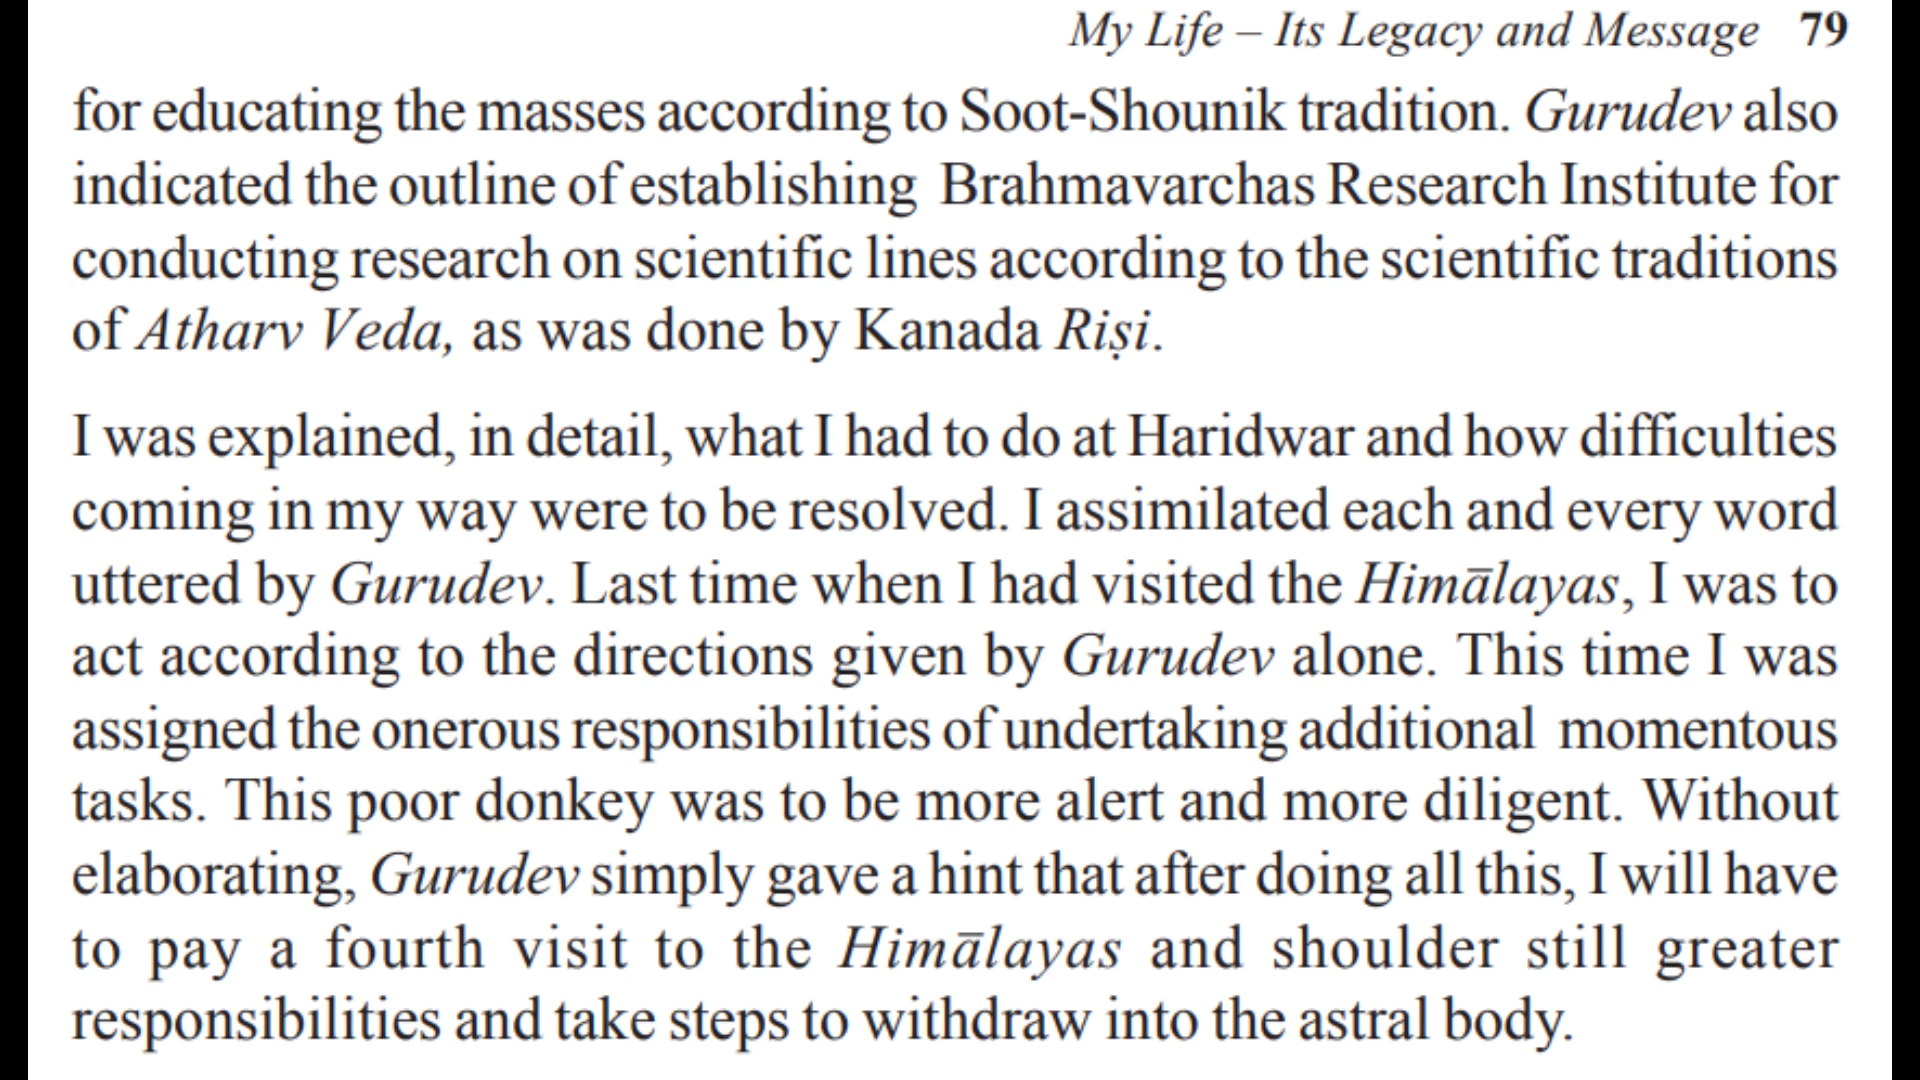 My Life – Its Legacy and Message 79
for educating the masses according to Soot-Shounik tradition. Gurudev also
indicated the outline of establishing Brahmavarchas Research Institute for
conducting research on scientific lines according to the scientific traditions
of Atharv Veda, as was done by Kanada Riṣi.
I was explained, in detail, what I had to do at Haridwar and how difficulties
coming in my way were to be resolved. I assimilated each and every word
uttered by Gurudev. Last time when I had visited the Himālayas, I was to
act according to the directions given by Gurudev alone. This time I was
assigned the onerous responsibilities of undertaking additional momentous
tasks. This poor donkey was to be more alert and more diligent. Without
elaborating, Gurudev simply gave a hint that after doing all this, I will have
to pay a fourth visit to the Himālayas and shoulder still greater
responsibilities and take steps to withdraw into the astral body.